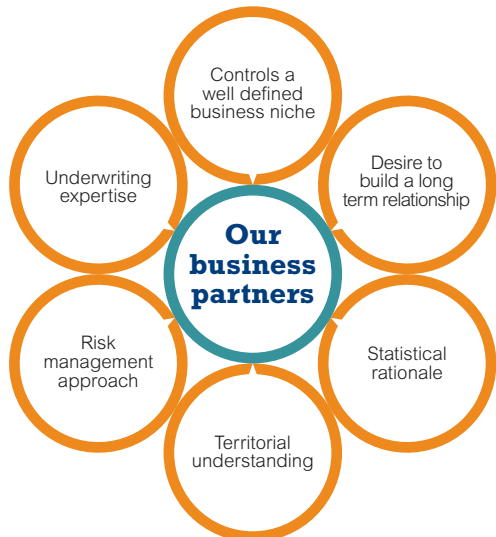 Controls a
well defined
business niche
Desire to
build a long
term relationship
Underwriting
expertise
Our
business
partners
Risk
management
approach
Statistical
rationale
Territorial
understanding